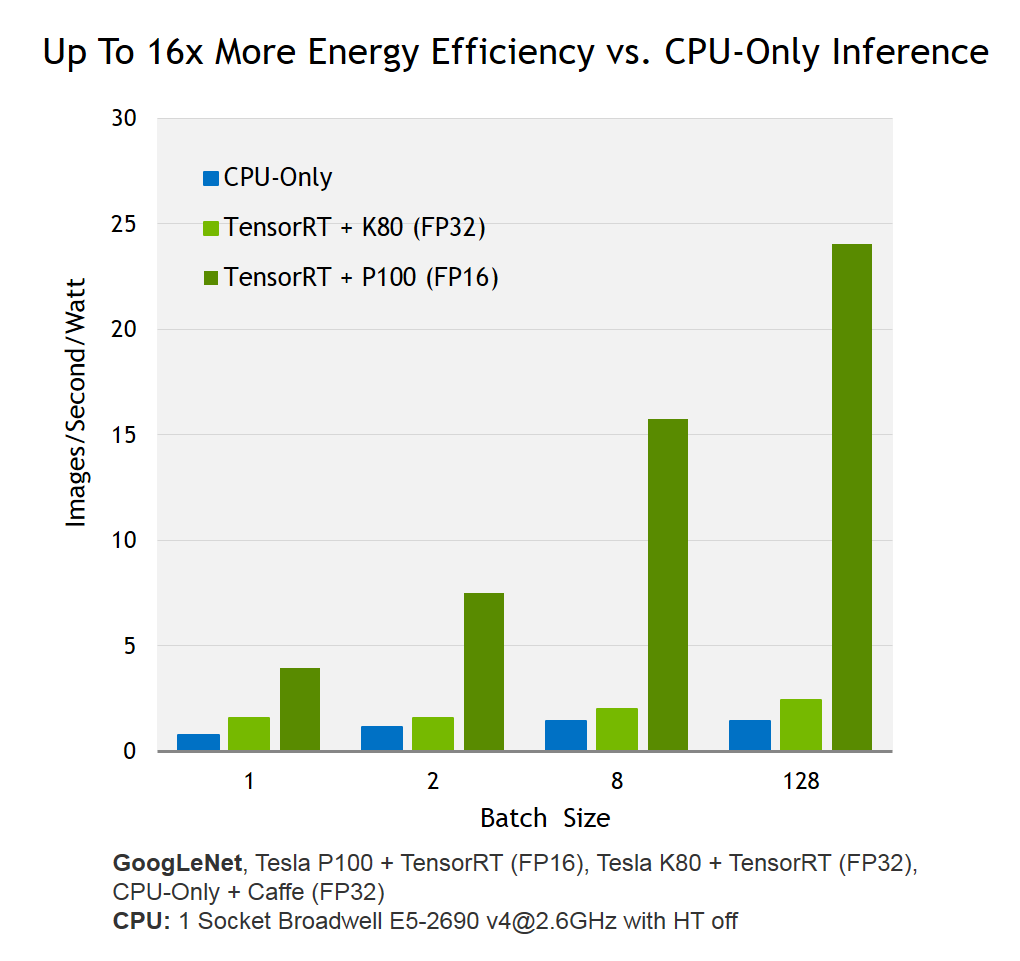 Up To 16x More Energy Efficiency vs. CPU-Only Inference
30
25
20
15
10
5
0
Images/Second/Watt
CPU-Only
TensorRT + K80 (FP32)
TensorRT + P100 (FP16)
1
2
8
128
Batch Size
GoogLeNet, Tesla P100 + TensorRT (FP16), Tesla K80 + TensorRT (FP32),
CPU-Only + Caffe (FP32)
CPU: 1 Socket Broadwell E5-2690 v4@2.6GHz with HT off